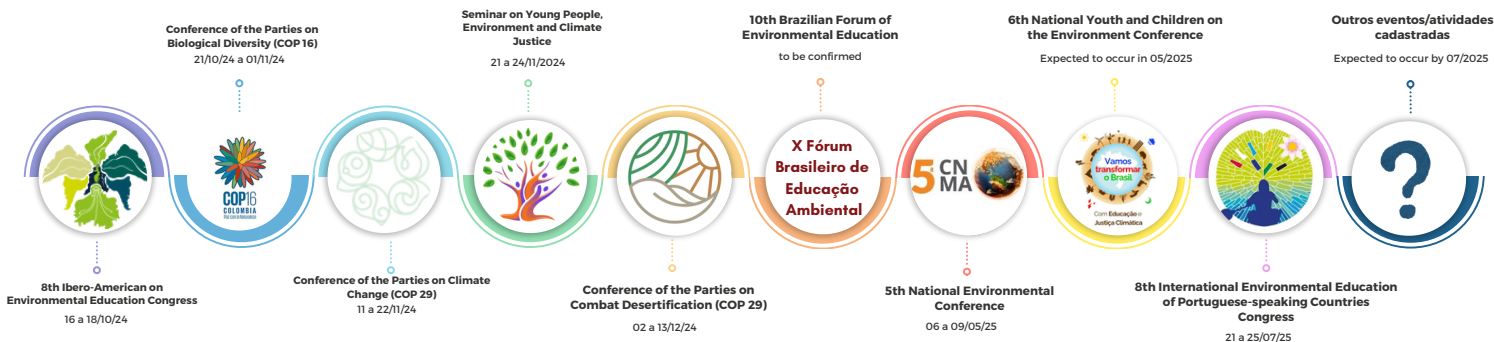 8th Ibero-American on
Environmental Education Congress
16 a 18/10/24
Conference of the Parties on
Biological Diversity (COP 16)
21/10/24 a 01/11/24
COP16
COLOMBIA
Conference of the Parties on Climate
Change (COP 29)
11 a 22/11/24
Seminar on Young People,
Environment and Climate
Justice
21 a 24/11/2024
Conference of the Parties on
Combat Desertification (COP 29)
02 a 13/12/24
10th Brazilian Forum of
Environmental Education
to be confirmed
X Fórum
Brasileiro de
Educação
Ambiental
5ª CN
MA
5th National Environmental
Conference
06 a 09/05/25
6th National Youth and Children on
the Environment Conference
Expected to occur in 05/2025
Vamos
transformar
o Brasil
Com Educação e
Justiça Climática
8th International Environmental Education
of Portuguese-speaking Countries
Congress
21 a 25/07/25
Outros eventos/atividades
cadastradas
Expected to occur by 07/2025
?